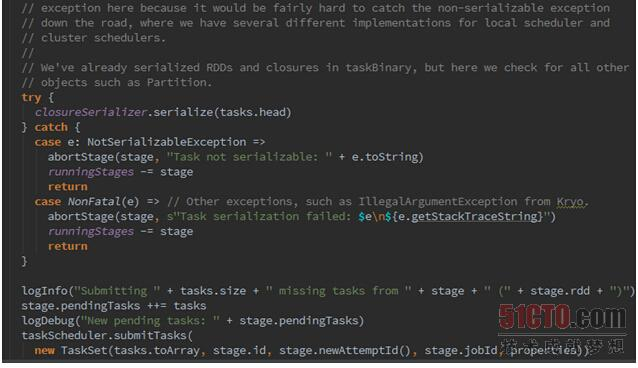 // exception here because it would be fairly hard to catch the non-serializable exception
// down the road, where we have several different implementations for local scheduler and
// cluster schedulers.
//
// We've already serialized RDDs and closures in taskBinary, but here we check for all other
// objects such as Partition.
try {
  closureSerializer.serialize(tasks.head)
} catch {
  case e: NotSerializableException =>
    abortStage(stage, "Task not serializable: " + e.toString)
    runningStages -= stage
    return
  case NonFatal(e) => // Other exceptions, such as IllegalArgumentException from Kryo.
    abortStage(stage, s"Task serialization failed: $e\n${e.getStackTraceString}")
    runningStages -= stage
    return
}
logInfo("Submitting " + tasks.size + " missing tasks from " + stage + " (" + stage.rdd + ")")
stage.pendingTasks ++= tasks
logDebug("New pending tasks: " + stage.pendingTasks)
taskScheduler.submitTasks(
  new TaskSet(tasks.toArray, stage.id, stage.newAttemptId(), stage.jobId, properties))
51CTO.com
技术成就梦想